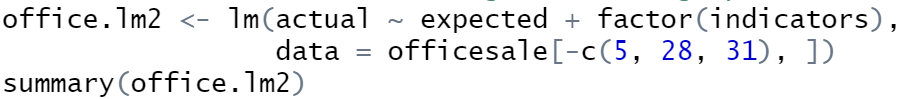 office.lm2 <- lm(actual ~ expected + factor(indicators),
data = officesale[-c(5, 28, 31), ])
summary(office.lm2)